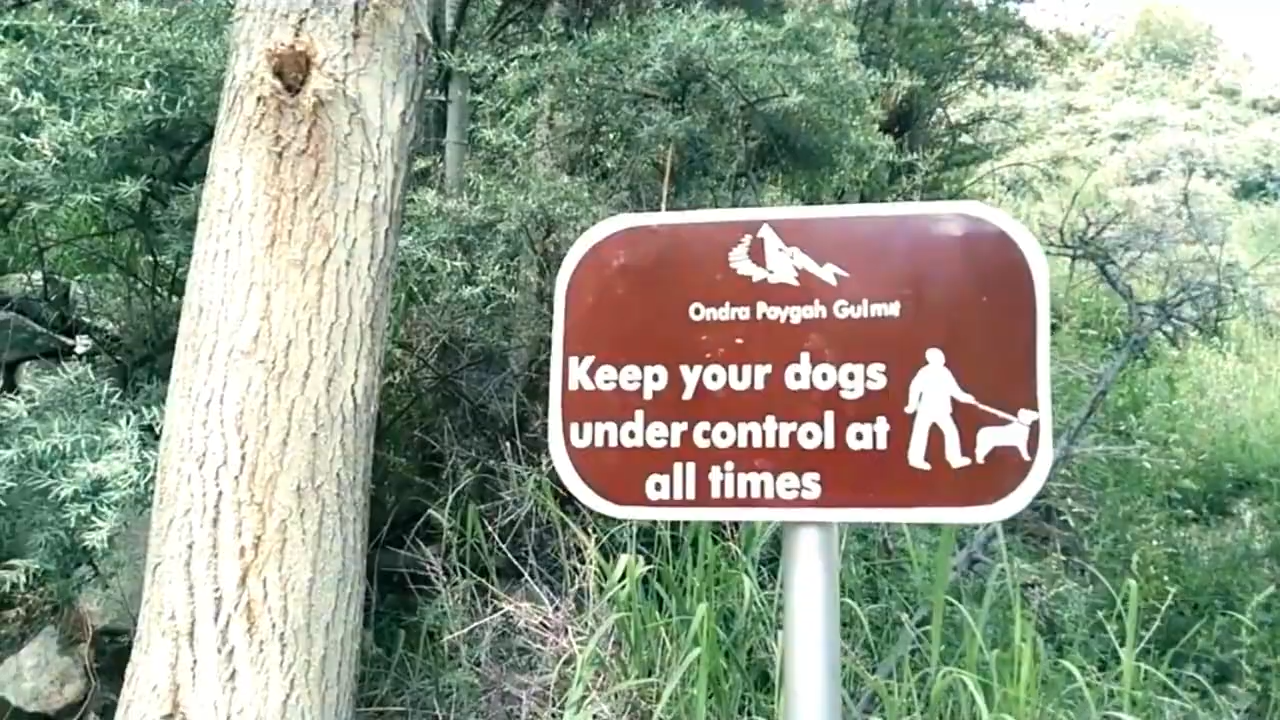 Ondra Poygah Gulmit
Keep your dogs
under control at
all times